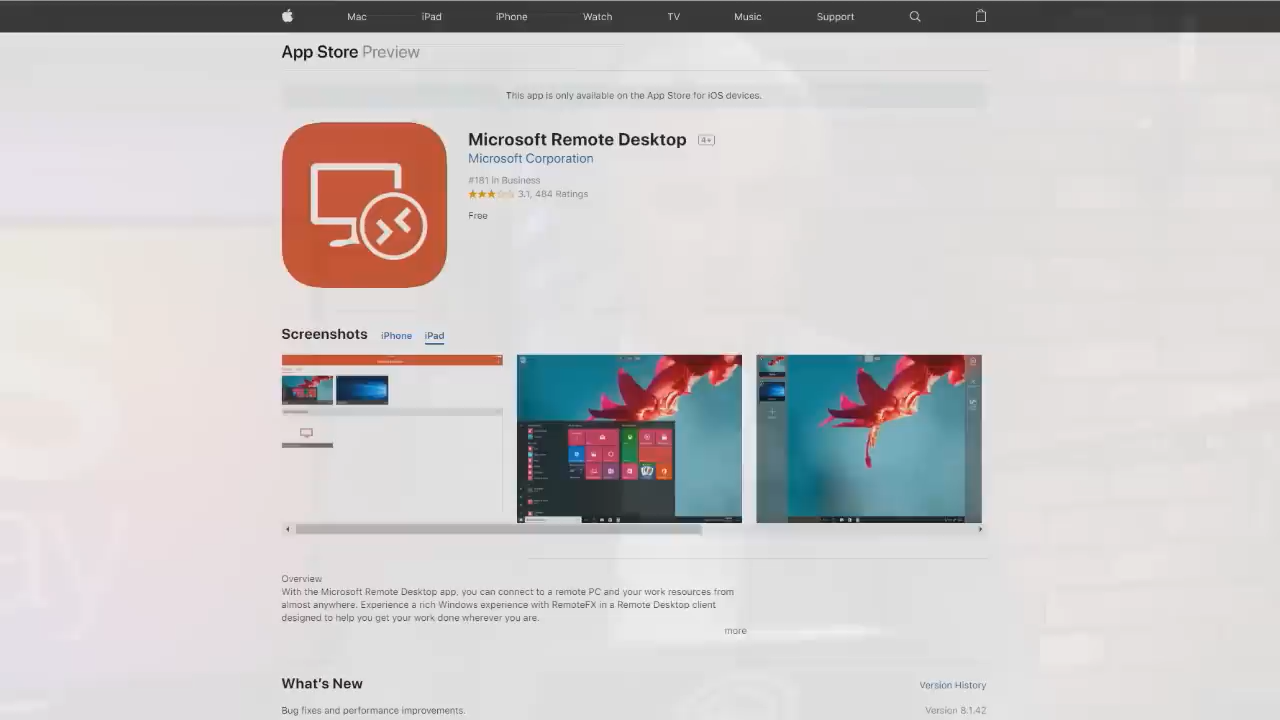 Mac iPad iPhone Watch TV Music Support
App Store Preview
This app is only available on the App Store for iOS devices.
Microsoft Remote Desktop 4+
Microsoft Corporation
#181 in Business
3.1, 484 Ratings
Free
Screenshots iPhone iPad
Overview
With the Microsoft Remote Desktop app, you can connect to a remote PC and your work resources from
almost anywhere. Experience a rich Windows experience with RemoteFX in a Remote Desktop client
designed to help you get your work done wherever you are.
more
What's New Version History
Bug fixes and performance improvements. Version 8.1.42